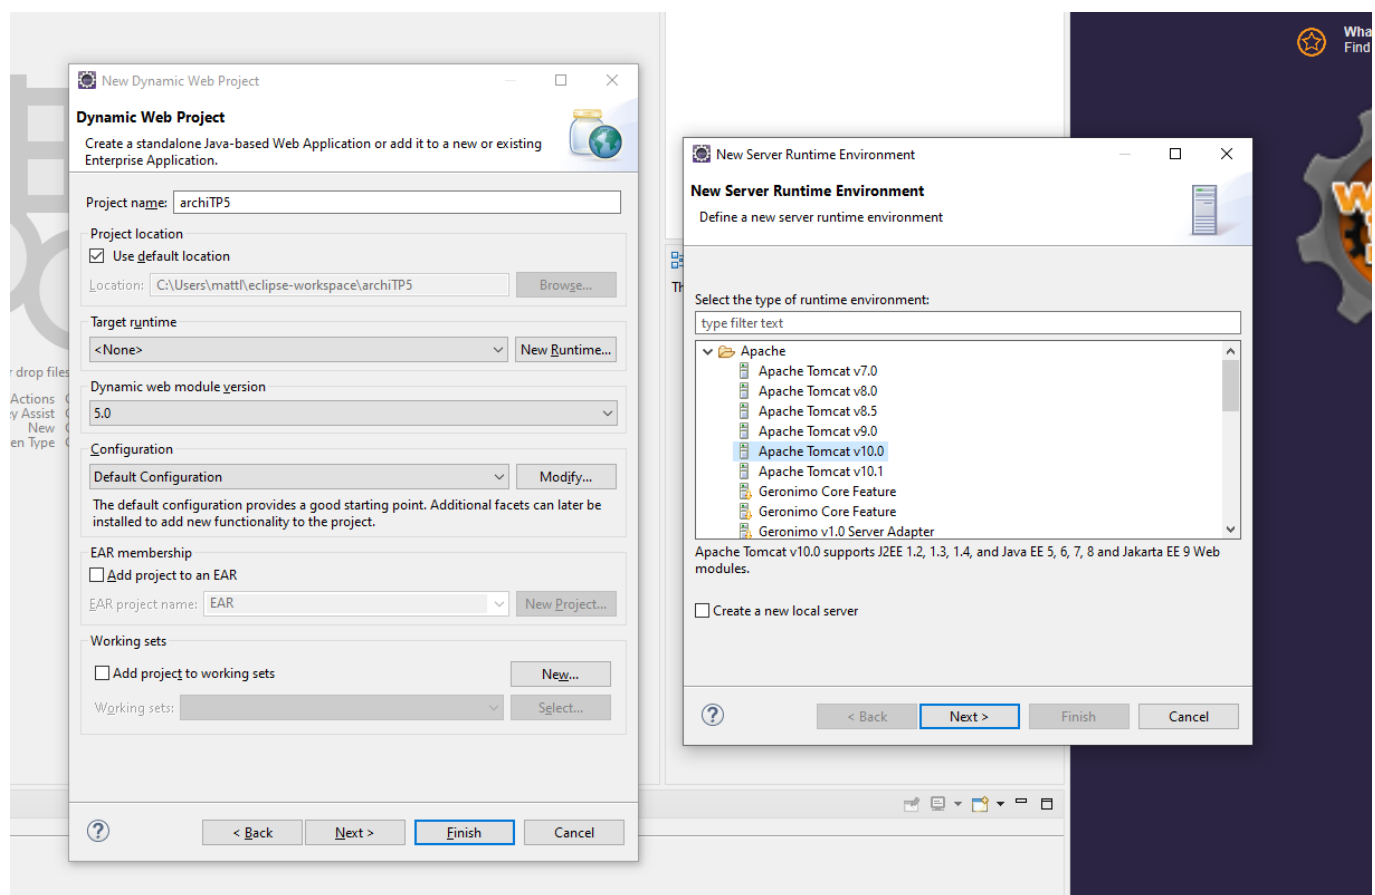 Wha
Find
New Dynamic Web Project
Dynamic Web Project
Create a standalone Java-based Web Application or add it to a new or existing
Enterprise Application.
Project name: archiTP5
Project location
Use default location
Location: C:\Users\mattl\eclipse-workspace\archiTP5 Browse...
Target runtime
<None> New Runtime...
Dynamic web module version
5.0
Configuration
Default Configuration Modify...
The default configuration provides a good starting point. Additional facets can later be
installed to add new functionality to the project.
EAR membership
Add project to an EAR
EAR project name: EAR New Project...
Working sets
Add project to working sets New...
Working sets: Select...
< Back Next > Finish Cancel
drop files
Actions
y Assist
New
en Type
Th
New Server Runtime Environment
New Server Runtime Environment
Define a new server runtime environment
Select the type of runtime environment:
type filter text
Apache
Apache Tomcat v7.0
Apache Tomcat v8.0
Apache Tomcat v8.5
Apache Tomcat v9.0
Apache Tomcat v10.0
Apache Tomcat v10.1
Geronimo Core Feature
Geronimo Core Feature
Geronimo v1.0 Server Adapter
Apache Tomcat v10.0 supports J2EE 1.2, 1.3, 1.4, and Java EE 5, 6, 7, 8 and Jakarta EE 9 Web
modules.
Create a new local server
< Back Next > Finish Cancel